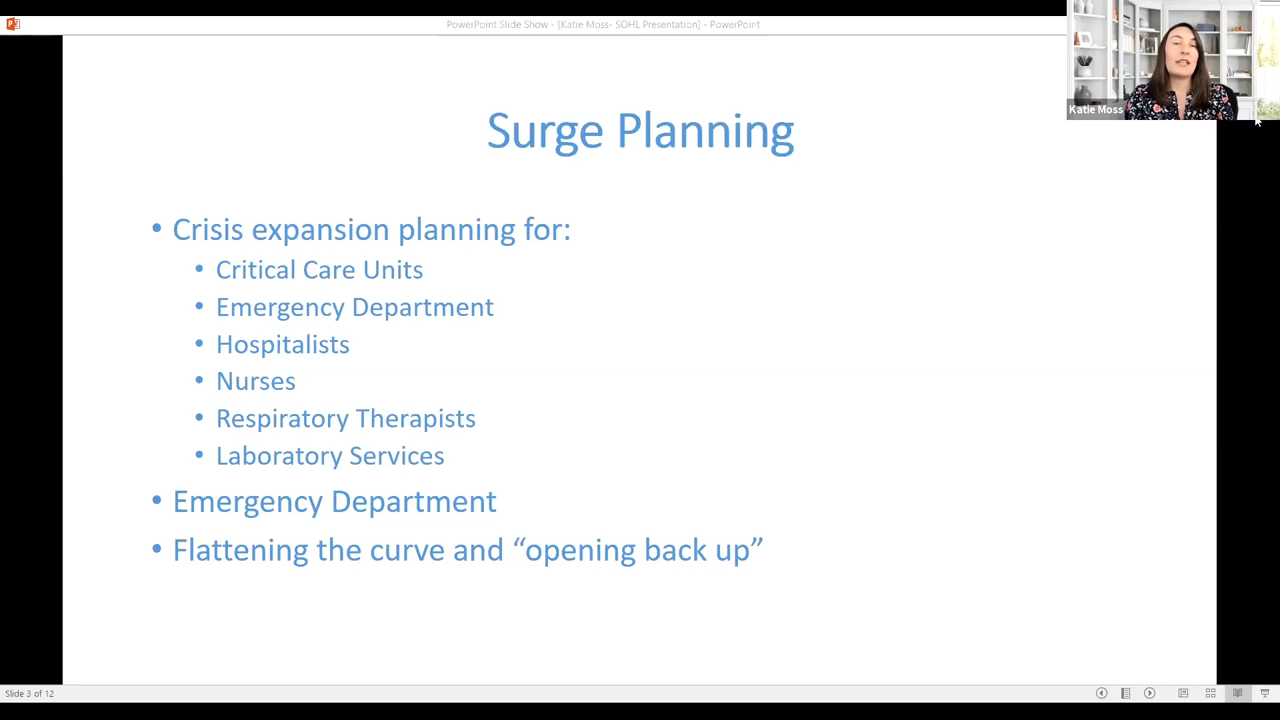 PowerPoint Slide Show - [Katie Moss- SOHL Presentation] - PowerPoint
Katie Moss
Surge Planning
• Crisis expansion planning for:
• Critical Care Units
• Emergency Department
• Hospitalists
• Nurses
• Respiratory Therapists
• Laboratory Services
• Emergency Department
• Flattening the curve and “opening back up”
Slide 3 of 12